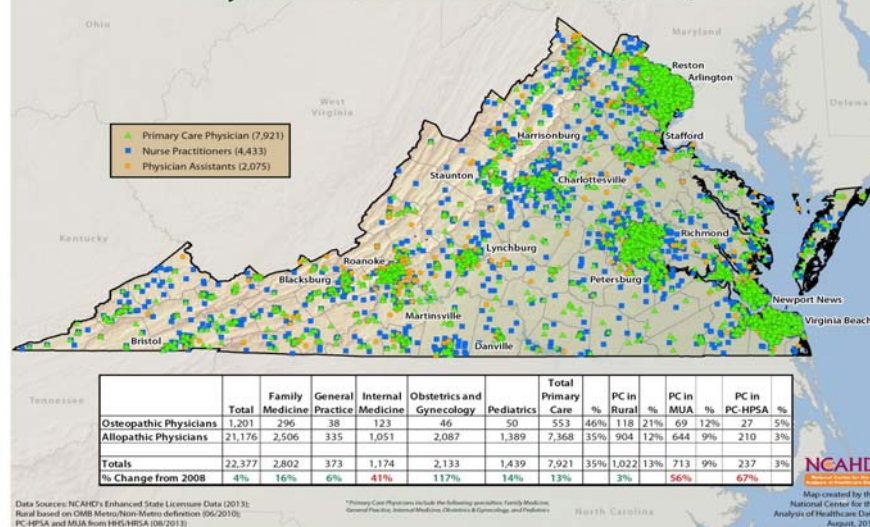 Ohio
Maryland
Reston
Arlington
West
Virginia
Delawa
Primary Care Physician (7,921)
Nurse Practitioners (4,433)
Physician Assistants (2,075)
Harrisonburg
Stafford
Staunton
Charlottesville
Kentucky
Richmond
Lynchburg
Roanoke
Blacksburg
Petersburg
Newport News
Martinsville
Virginia Beach
Bristol
Danville
Tennessee
Total Family Medicine General Practice Internal Medicine Obstetrics and Gynecology Pediatrics Total Primary Care % PC in Rural % PC in MUA % PC in PC-HPSA %
Osteopathic Physicians 1,201 296 38 123 46 50 553 46% 118 21% 69 12% 27 5%
Allopathic Physicians 21,176 2,506 335 1,051 2,087 1,389 7,368 35% 904 12% 644 9% 210 3%
Totals 22,377 2,802 373 1,174 2,133 1,439 7,921 35% 1,022 13% 713 9% 237 3%
% Change from 2008 4% 16% 6% 41% 117% 14% 13% 3% 56% 67%
NCAHD
Data Sources: NCAHD's Enhanced State Licensure Data (2013);
Rural based on OMB Metro/Non-Metro definition (06/2010);
PC-HPSA and MUA from HHS/HRSA (08/2013)
* Primary Care Physicians include the following specialties: Family Medicine,
General Practice, Internal Medicine, Obstetrics & Gynecology, and Pediatrics
North Carolina
Map created by th
National Center for th
Analysis of Healthcare Dat
August, 201